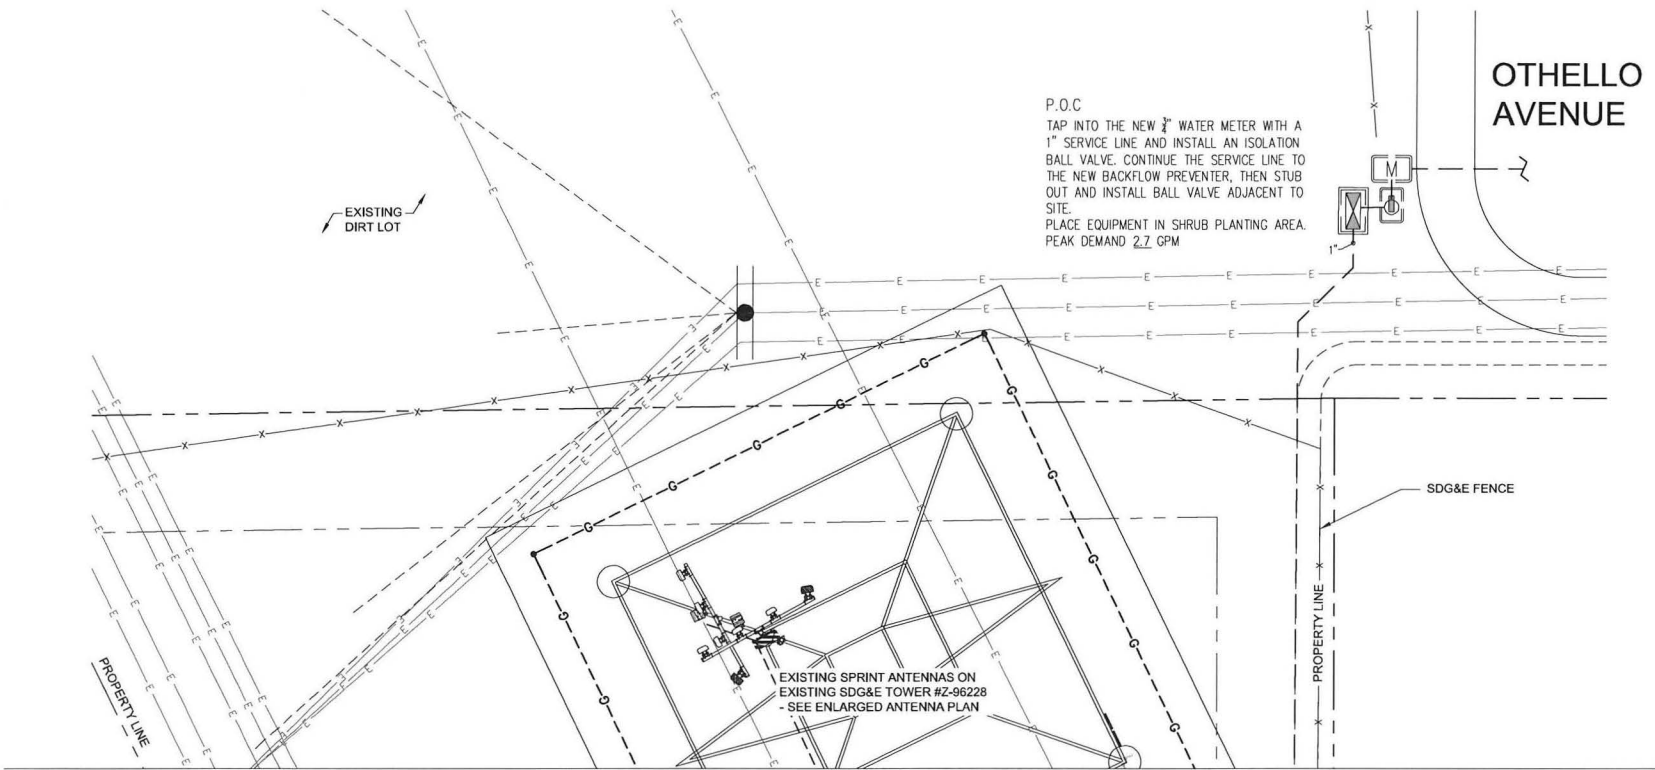 OTHELLO
AVENUE
P.O.C
TAP INTO THE NEW 3/4" WATER METER WITH A
1" SERVICE LINE AND INSTALL AN ISOLATION
BALL VALVE. CONTINUE THE SERVICE LINE TO
THE NEW BACKFLOW PREVENTER, THEN STUB
OUT AND INSTALL BALL VALVE ADJACENT TO
SITE.
PLACE EQUIPMENT IN SHRUB PLANTING AREA.
PEAK DEMAND 2.7 GPM
M
1"
EXISTING
DIRT LOT
SDG&E FENCE
PROPERTY LINE
EXISTING SPRINT ANTENNAS ON
EXISTING SDG&E TOWER #Z-96228
- SEE ENLARGED ANTENNA PLAN
PROPERTY LINE